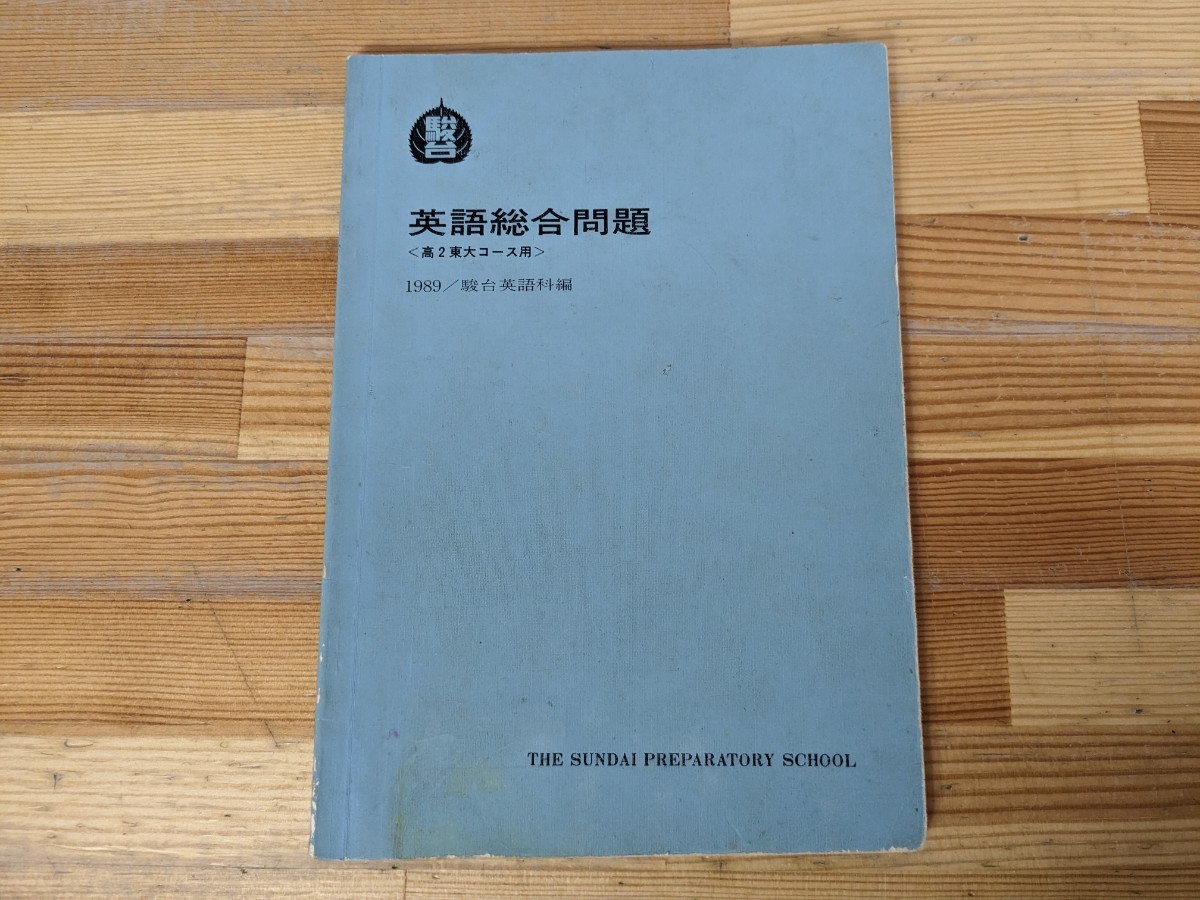 駿台
英語総合問題
<高2東大コース用>
1989/駿台英語科編
THE SUNDAI PREPARATORY SCHOOL